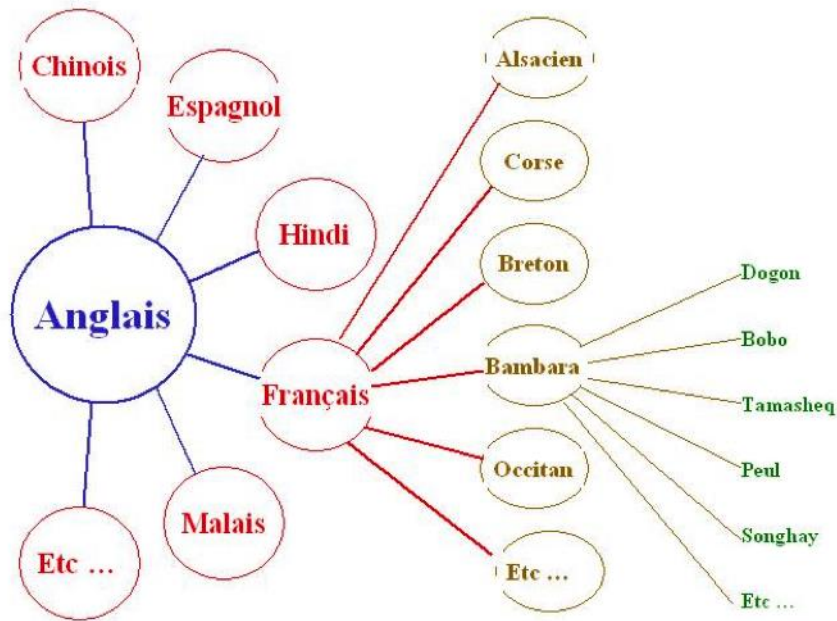 Chinois
Espagnol
Hindi
Anglais
Français
Malais
Etc ...
Alsacien
Corse
Breton
Bambara
Occitan
Etc ...
Dogon
Bobo
Tamasheq
Peul
Songhay
Etc ...